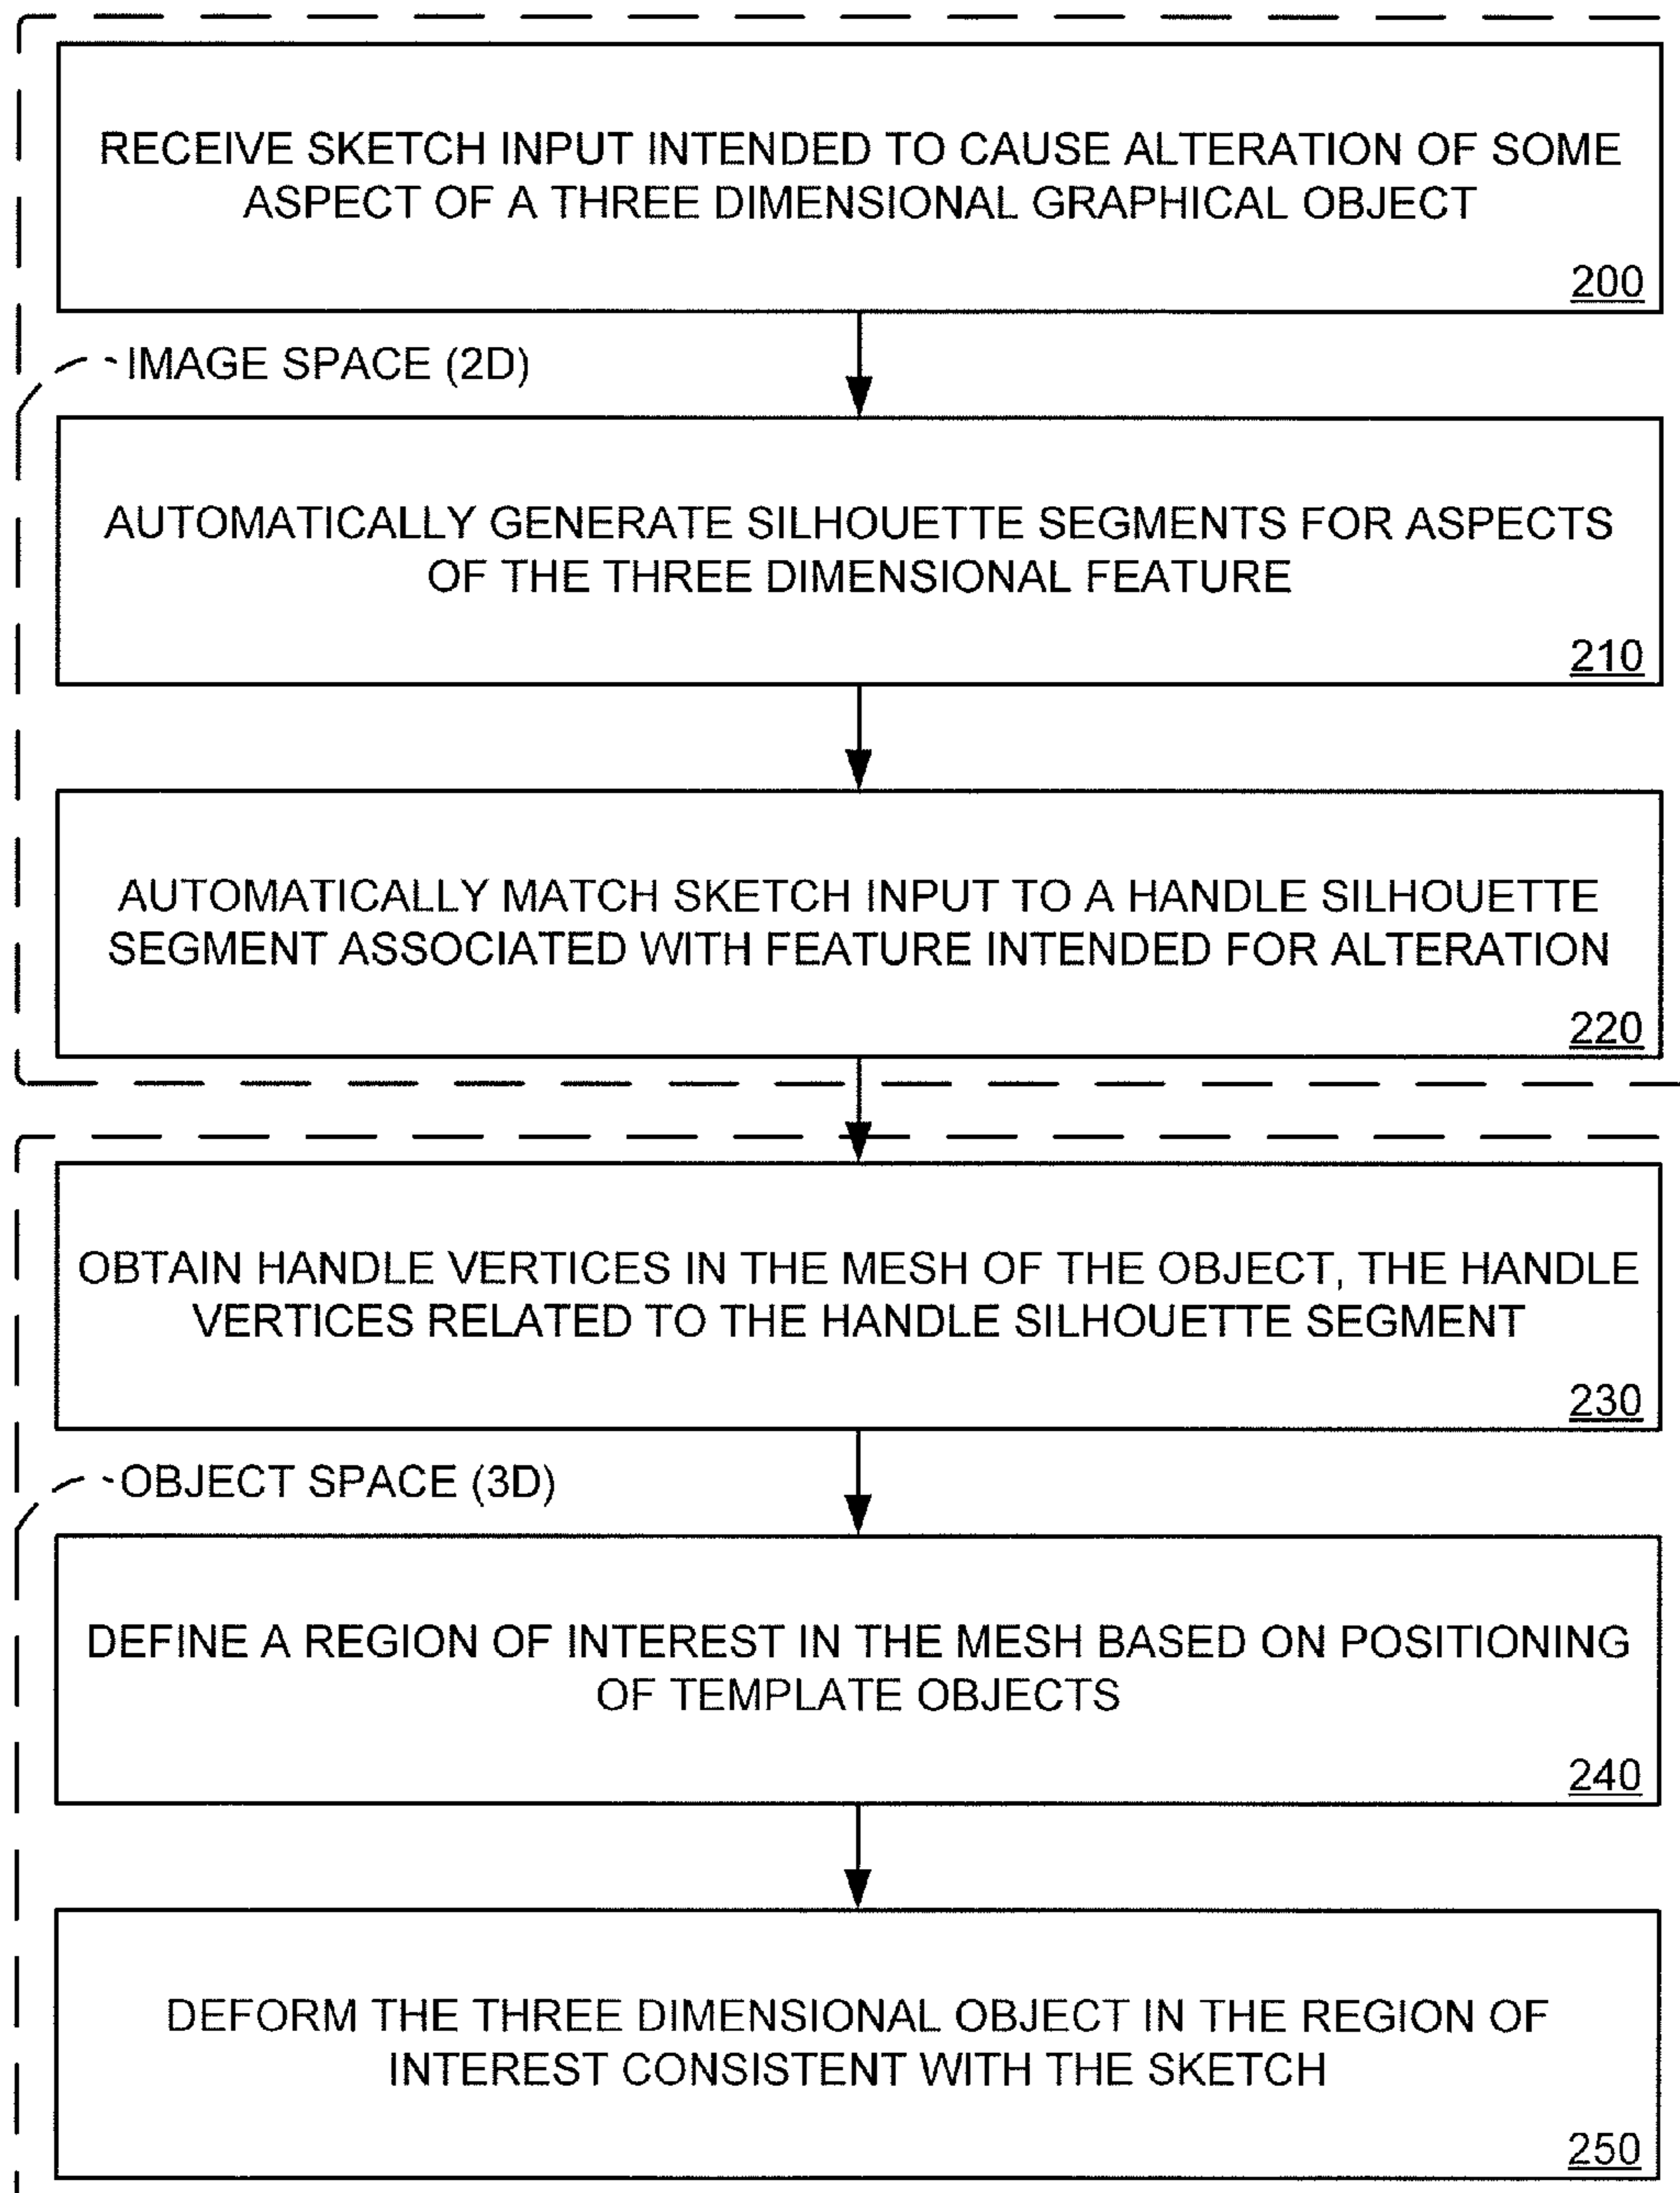 RECEIVE SKETCH INPUT INTENDED TO CAUSE ALTERATION OF SOME
ASPECT OF A THREE DIMENSIONAL GRAPHICAL OBJECT
200
IMAGE SPACE (2D)
AUTOMATICALLY GENERATE SILHOUETTE SEGMENTS FOR ASPECTS
OF THE THREE DIMENSIONAL FEATURE
210
AUTOMATICALLY MATCH SKETCH INPUT TO A HANDLE SILHOUETTE
SEGMENT ASSOCIATED WITH FEATURE INTENDED FOR ALTERATION
220
OBTAIN HANDLE VERTICES IN THE MESH OF THE OBJECT, THE HANDLE
VERTICES RELATED TO THE HANDLE SILHOUETTE SEGMENT
230
OBJECT SPACE (3D)
DEFINE A REGION OF INTEREST IN THE MESH BASED ON POSITIONING
OF TEMPLATE OBJECTS
240
DEFORM THE THREE DIMENSIONAL OBJECT IN THE REGION OF
INTEREST CONSISTENT WITH THE SKETCH
250